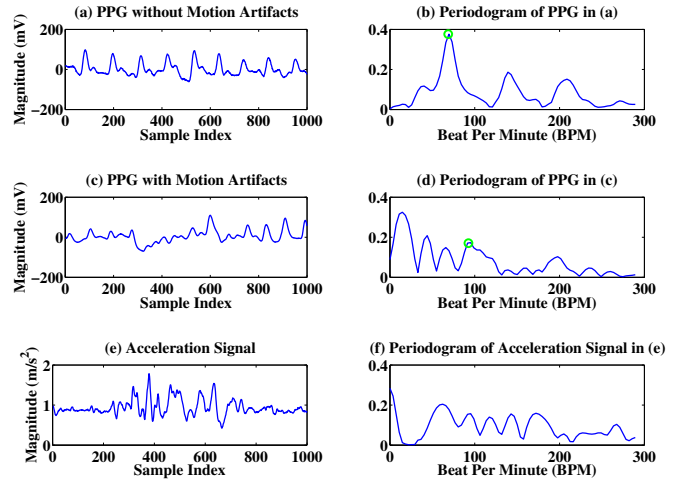 (a) PPG without Motion Artifacts
Magnitude (mV)
200
0
−200
0 200 400 600 800 1000
Sample Index
(b) Periodogram of PPG in (a)
0.4
0.2
0
0 100 200 300
Beat Per Minute (BPM)
(c) PPG with Motion Artifacts
Magnitude (mV)
200
0
−200
0 200 400 600 800 1000
Sample Index
(d) Periodogram of PPG in (c)
0.4
0.2
0
0 100 200 300
Beat Per Minute (BPM)
(e) Acceleration Signal
Magnitude (m/s²)
2
1
0
0 200 400 600 800 1000
Sample Index
(f) Periodogram of Acceleration Signal in (e)
0.4
0.2
0
0 100 200 300
Beat Per Minute (BPM)